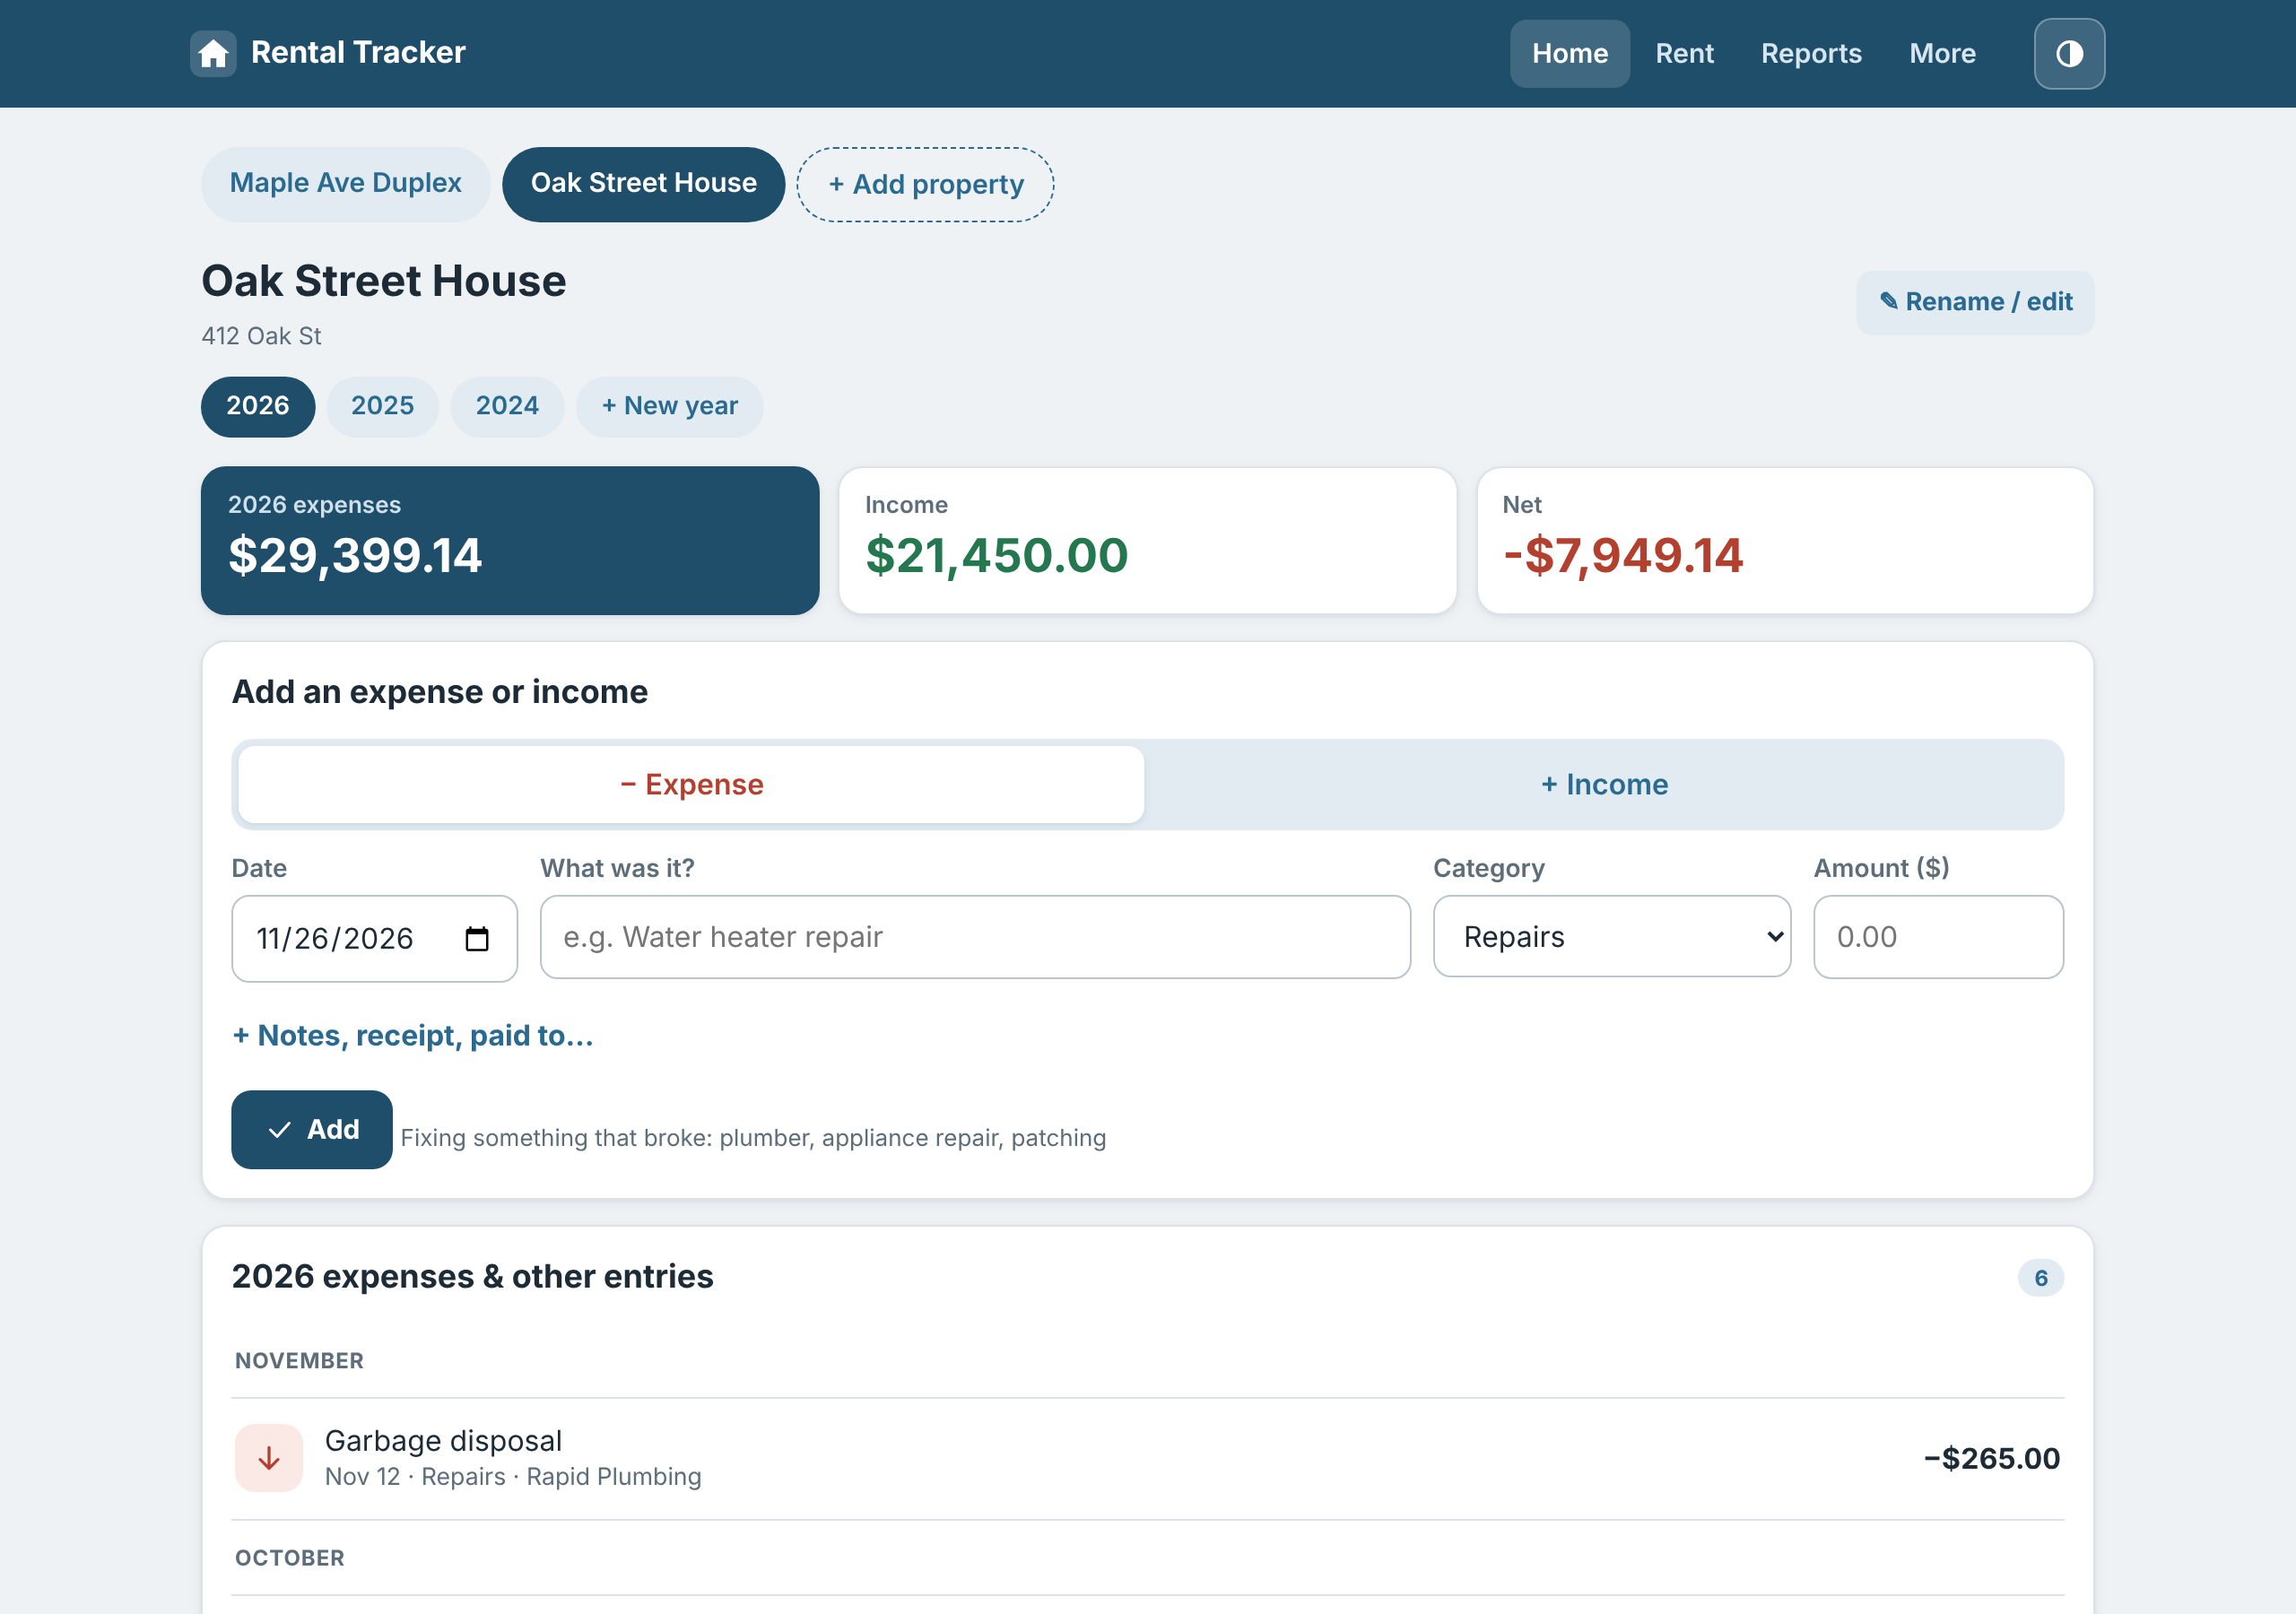 Rental Tracker
Home Rent Reports More
Maple Ave Duplex Oak Street House + Add property
Oak Street House
✎ Rename / edit
412 Oak St
2026 2025 2024 + New year
2026 expenses
$29,399.14
Income
$21,450.00
Net
-$7,949.14
Add an expense or income
− Expense + Income
Date What was it? Category Amount ($)
11/26/2026 e.g. Water heater repair Repairs 0.00
+ Notes, receipt, paid to…
✓ Add Fixing something that broke: plumber, appliance repair, patching
2026 expenses & other entries 6
NOVEMBER
Garbage disposal
Nov 12 · Repairs · Rapid Plumbing
−$265.00
OCTOBER